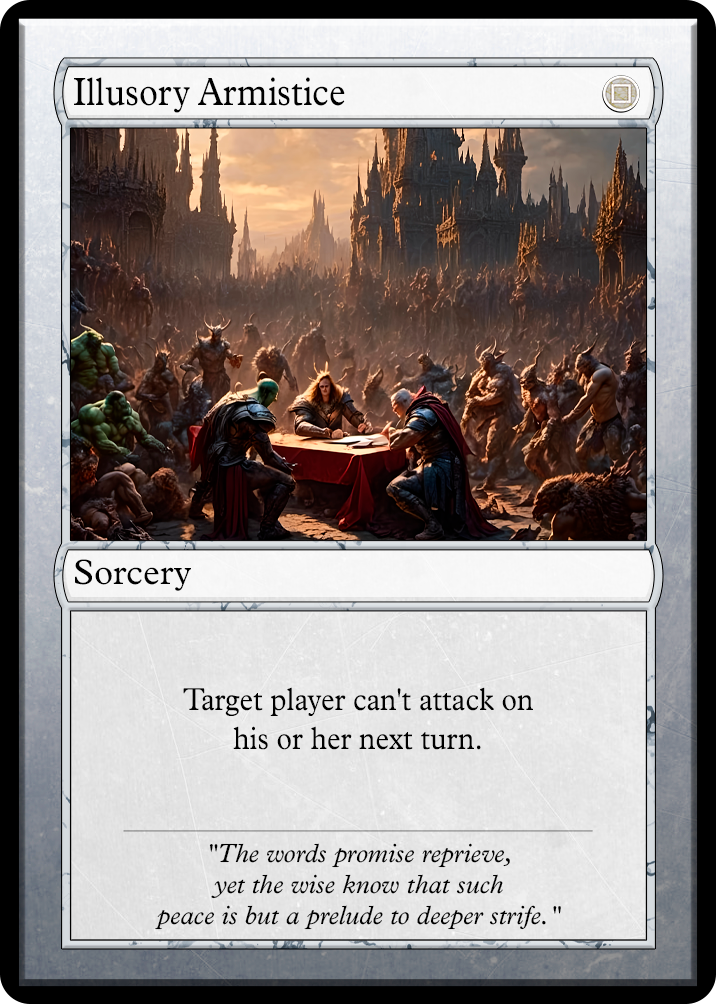 Illusory Armistice
Sorcery
Target player can't attack on
his or her next turn.
"The words promise reprieve,
yet the wise know that such
peace is but a prelude to deeper strife."